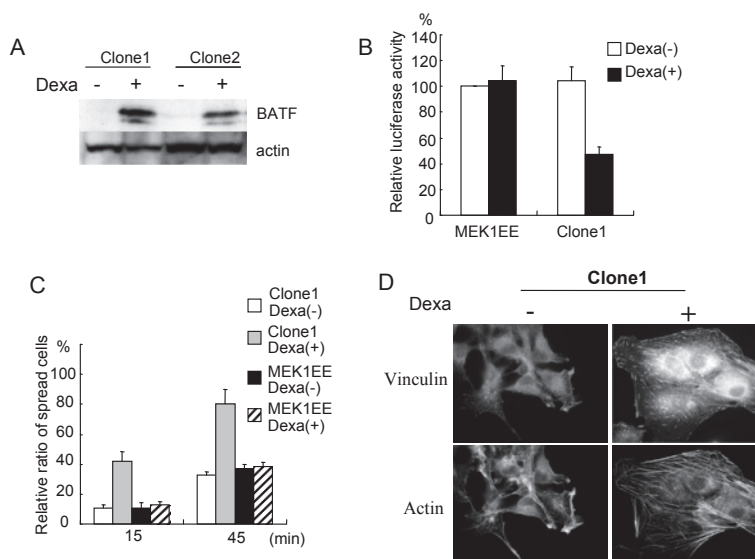 A
Clone1 Clone2
Dexa - + - +
BATF
actin
B
%
Relative luciferase activity
140
120
100
80
60
40
20
0
MEK1EE Clone1
Dexa(-)
Dexa(+)
C
Relative ratio of spread cells
%
100
80
60
40
20
0
15 45 (min)
Clone1
Dexa(-)
Clone1
Dexa(+)
MEK1EE
Dexa(-)
MEK1EE
Dexa(+)
D
Clone1
Dexa - +
Vinculin
Actin